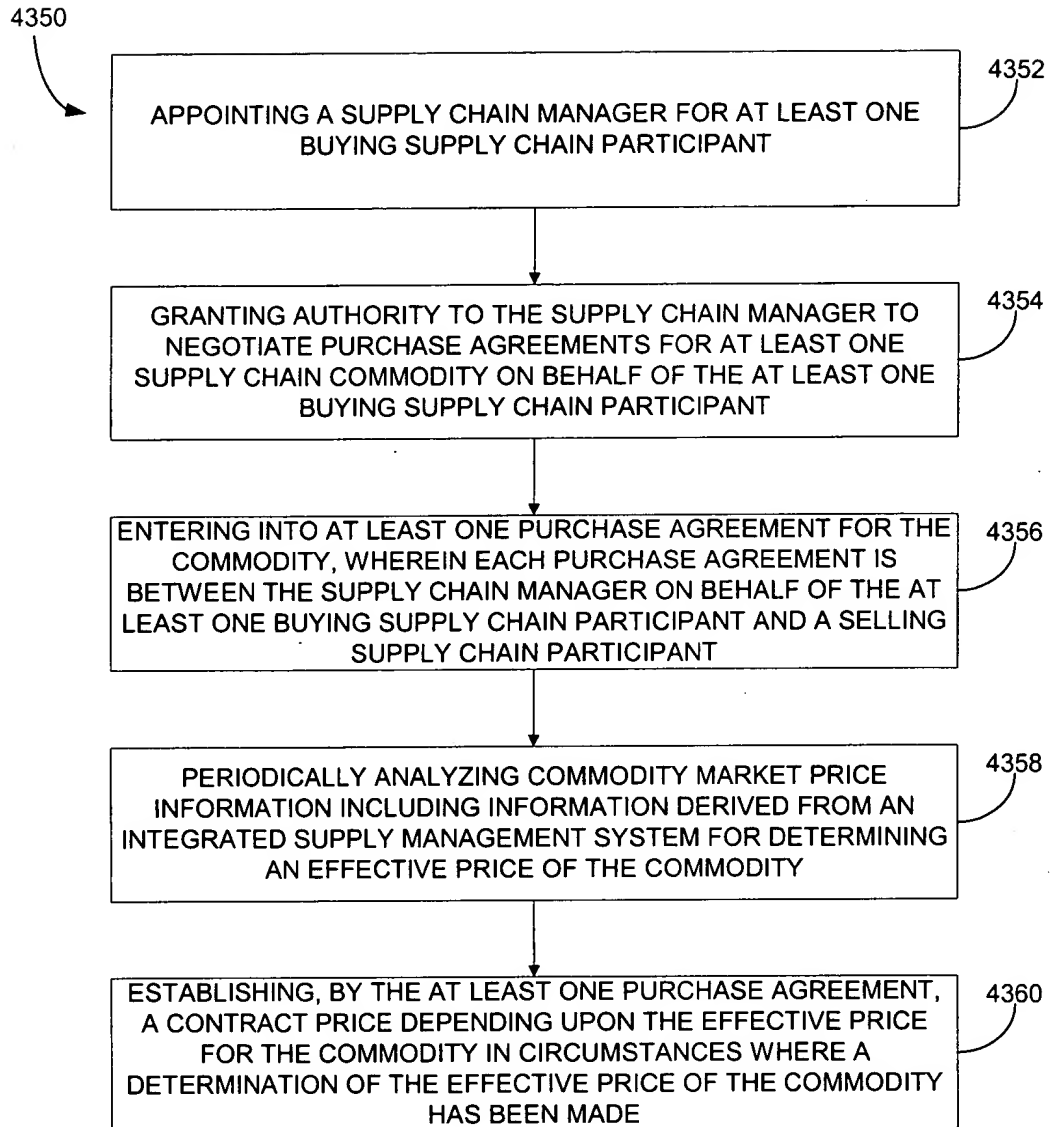 4350
4352
APPOINTING A SUPPLY CHAIN MANAGER FOR AT LEAST ONE
BUYING SUPPLY CHAIN PARTICIPANT
4354
GRANTING AUTHORITY TO THE SUPPLY CHAIN MANAGER TO
NEGOTIATE PURCHASE AGREEMENTS FOR AT LEAST ONE
SUPPLY CHAIN COMMODITY ON BEHALF OF THE AT LEAST ONE
BUYING SUPPLY CHAIN PARTICIPANT
4356
ENTERING INTO AT LEAST ONE PURCHASE AGREEMENT FOR THE
COMMODITY, WHEREIN EACH PURCHASE AGREEMENT IS
BETWEEN THE SUPPLY CHAIN MANAGER ON BEHALF OF THE AT
LEAST ONE BUYING SUPPLY CHAIN PARTICIPANT AND A SELLING
SUPPLY CHAIN PARTICIPANT
4358
PERIODICALLY ANALYZING COMMODITY MARKET PRICE
INFORMATION INCLUDING INFORMATION DERIVED FROM AN
INTEGRATED SUPPLY MANAGEMENT SYSTEM FOR DETERMINING
AN EFFECTIVE PRICE OF THE COMMODITY
4360
ESTABLISHING, BY THE AT LEAST ONE PURCHASE AGREEMENT,
A CONTRACT PRICE DEPENDING UPON THE EFFECTIVE PRICE
FOR THE COMMODITY IN CIRCUMSTANCES WHERE A
DETERMINATION OF THE EFFECTIVE PRICE OF THE COMMODITY
HAS BEEN MADE